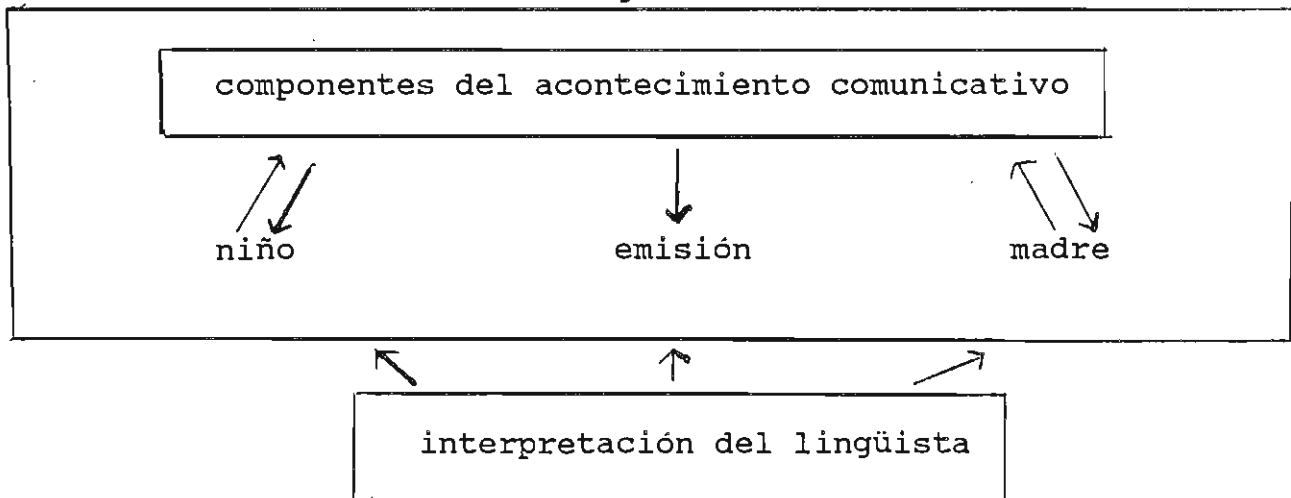 componentes del acontecimiento comunicativo
niño emisión madre
interpretación del lingüista